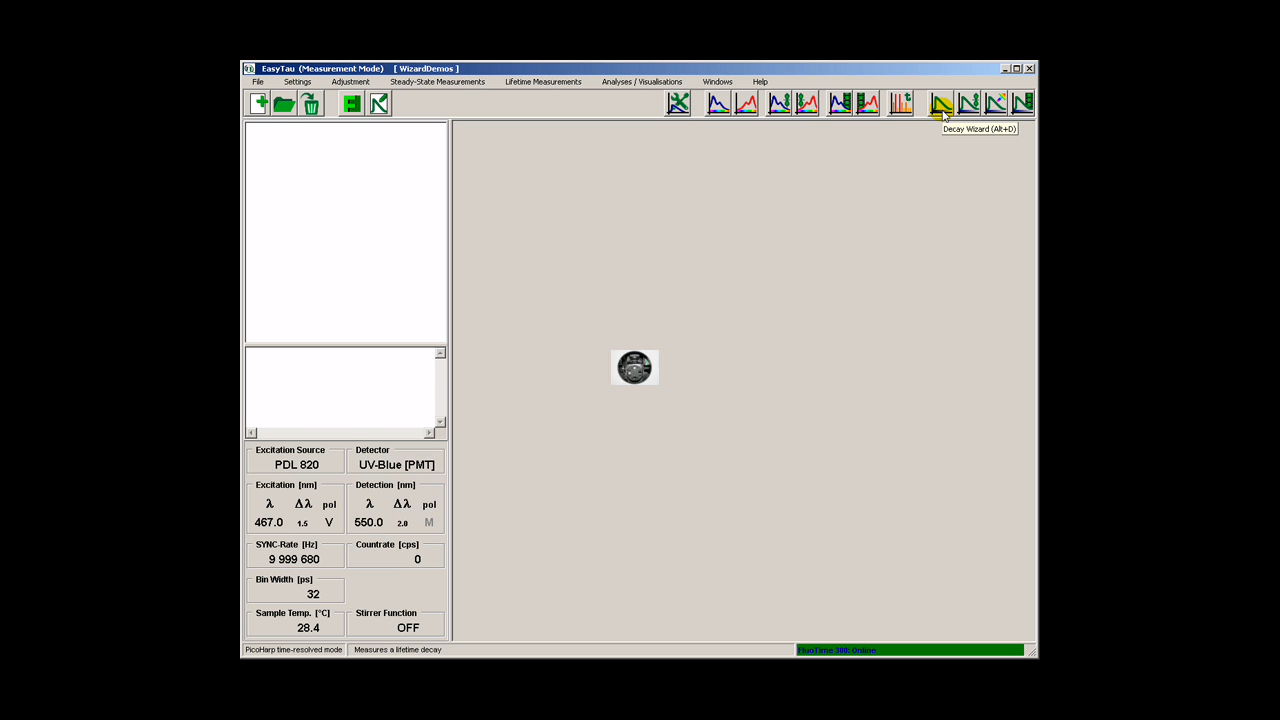 EasyTau (Measurement Mode) [ WizardDemos ]
File Settings Adjustment Steady-State Measurements Lifetime Measurements Analyses / Visualisations Windows Help
Decay Wizard (Alt+D)
Excitation Source Detector
PDL 820 UV-Blue [PMT]
Excitation [nm] Detection [nm]
λ Δλ pol λ Δλ pol
467.0 1.5 V 550.0 2.0 M
SYNC-Rate [Hz] Countrate [cps]
9 999 680 0
Bin Width [ps]
32
Sample Temp. [°C] Stirrer Function
28.4 OFF
PicoHarp time-resolved mode Measures a lifetime decay FluoTime 300: Online